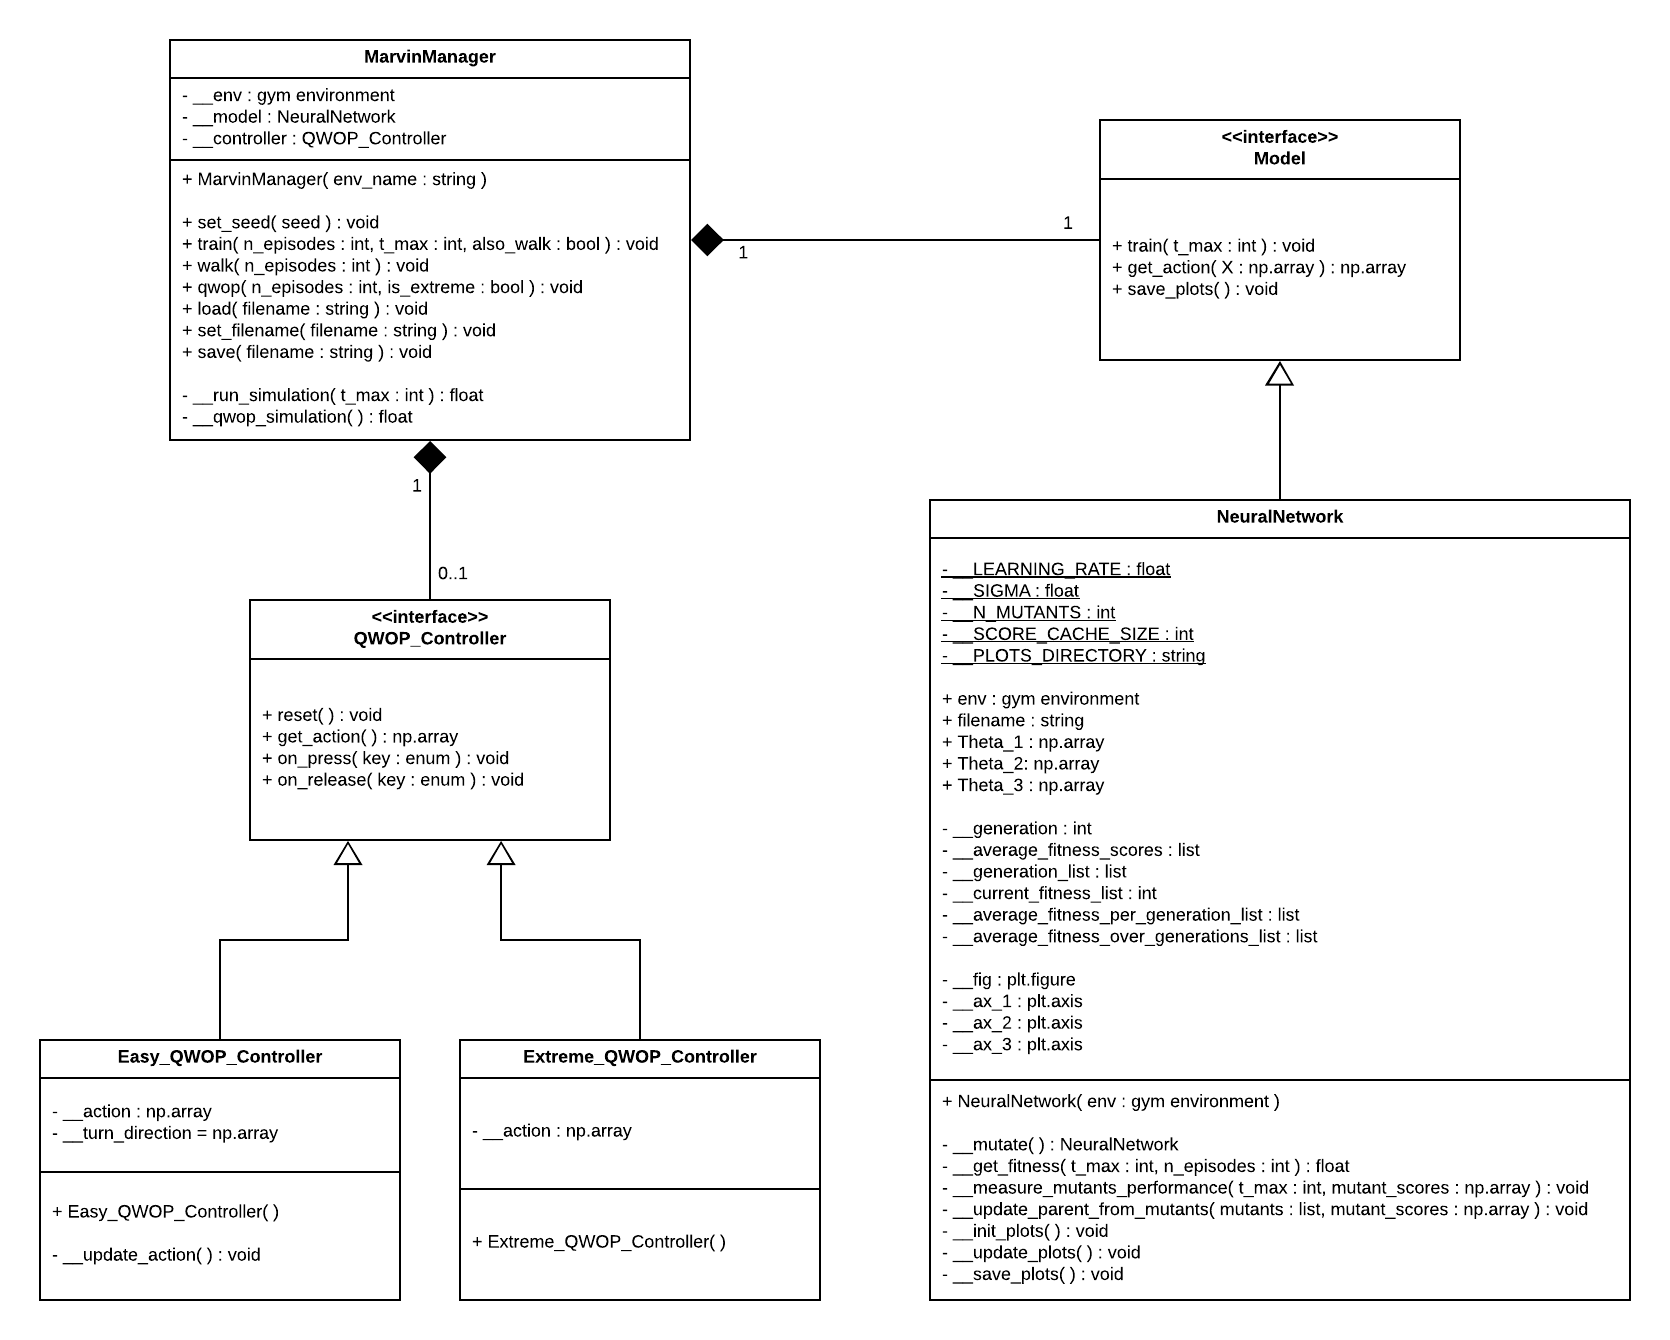 MarvinManager
- __env : gym environment
- __model : NeuralNetwork
- __controller : QWOP_Controller
+ MarvinManager( env_name : string )
+ set_seed( seed ) : void
+ train( n_episodes : int, t_max : int, also_walk : bool ) : void
+ walk( n_episodes : int ) : void
+ qwop( n_episodes : int, is_extreme : bool ) : void
+ load( filename : string ) : void
+ set_filename( filename : string ) : void
+ save( filename : string ) : void
- __run_simulation( t_max : int ) : float
- __qwop_simulation( ) : float
1
1
<<interface>>
Model
+ train( t_max : int ) : void
+ get_action( X : np.array ) : np.array
+ save_plots( ) : void
1
0..1
<<interface>>
QWOP_Controller
+ reset( ) : void
+ get_action( ) : np.array
+ on_press( key : enum ) : void
+ on_release( key : enum ) : void
Easy_QWOP_Controller
- __action : np.array
- __turn_direction = np.array
+ Easy_QWOP_Controller( )
- __update_action( ) : void
Extreme_QWOP_Controller
- __action : np.array
+ Extreme_QWOP_Controller( )
NeuralNetwork
- __LEARNING_RATE : float
- __SIGMA : float
- __N_MUTANTS : int
- __SCORE_CACHE_SIZE : int
- __PLOTS_DIRECTORY : string
+ env : gym environment
+ filename : string
+ Theta_1 : np.array
+ Theta_2: np.array
+ Theta_3 : np.array
- __generation : int
- __average_fitness_scores : list
- __generation_list : list
- __current_fitness_list : int
- __average_fitness_per_generation_list : list
- __average_fitness_over_generations_list : list
- __fig : plt.figure
- __ax_1 : plt.axis
- __ax_2 : plt.axis
- __ax_3 : plt.axis
+ NeuralNetwork( env : gym environment )
- __mutate( ) : NeuralNetwork
- __get_fitness( t_max : int, n_episodes : int ) : float
- __measure_mutants_performance( t_max : int, mutant_scores : np.array ) : void
- __update_parent_from_mutants( mutants : list, mutant_scores : np.array ) : void
- __init_plots( ) : void
- __update_plots( ) : void
- __save_plots( ) : void